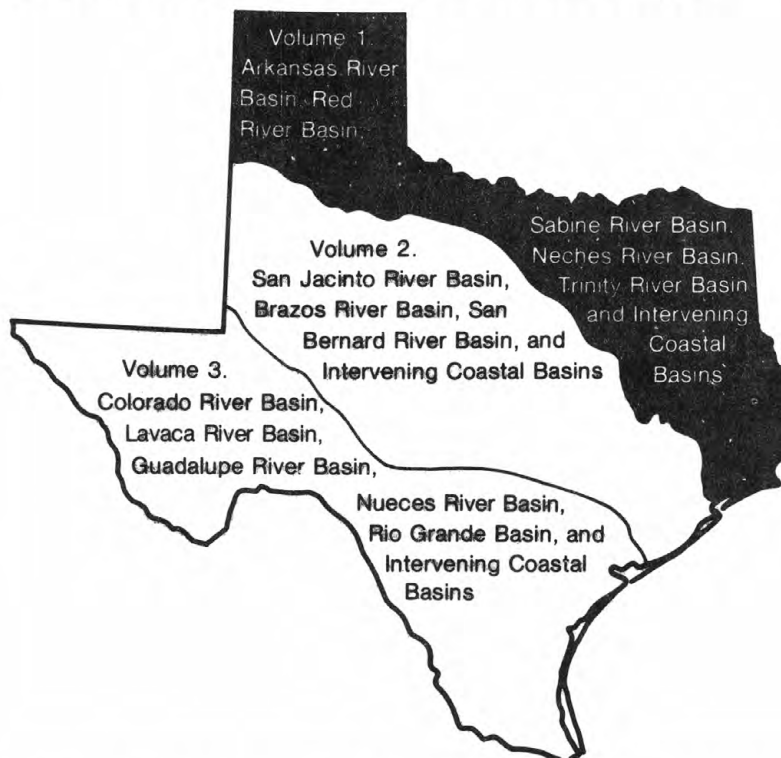 Volume 1.
Arkansas River
Basin, Red
River Basin,
Sabine River Basin,
Neches River Basin,
Trinity River Basin
and Intervening
Coastal
Basins
Volume 2.
San Jacinto River Basin,
Brazos River Basin, San
Bernard River Basin, and
Intervening Coastal Basins
Volume 3.
Colorado River Basin,
Lavaca River Basin,
Guadalupe River Basin,
Nueces River Basin,
Rio Grande Basin, and
Intervening Coastal
Basins